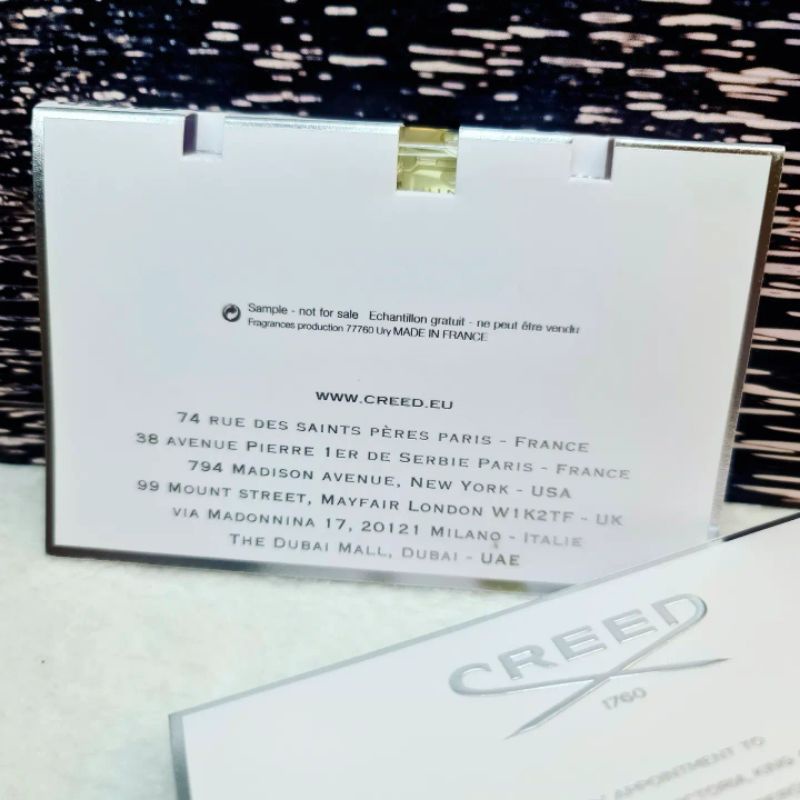 Sample - not for sale Echantillon gratuit - ne peut être vendu
Fragrances production 77760 Ury MADE IN FRANCE
WWW.CREED.EU
74 RUE DES SAINTS PÈRES PARIS - FRANCE
38 AVENUE PIERRE 1ER DE SERBIE PARIS - FRANCE
794 MADISON AVENUE, NEW YORK - USA
99 MOUNT STREET, MAYFAIR LONDON W1K2TF - UK
VIA MADONNINA 17, 20121 MILANO - ITALIE
THE DUBAI MALL, DUBAI - UAE
CREED
1760
APPOINTMENT TO
VICTORIA, KING